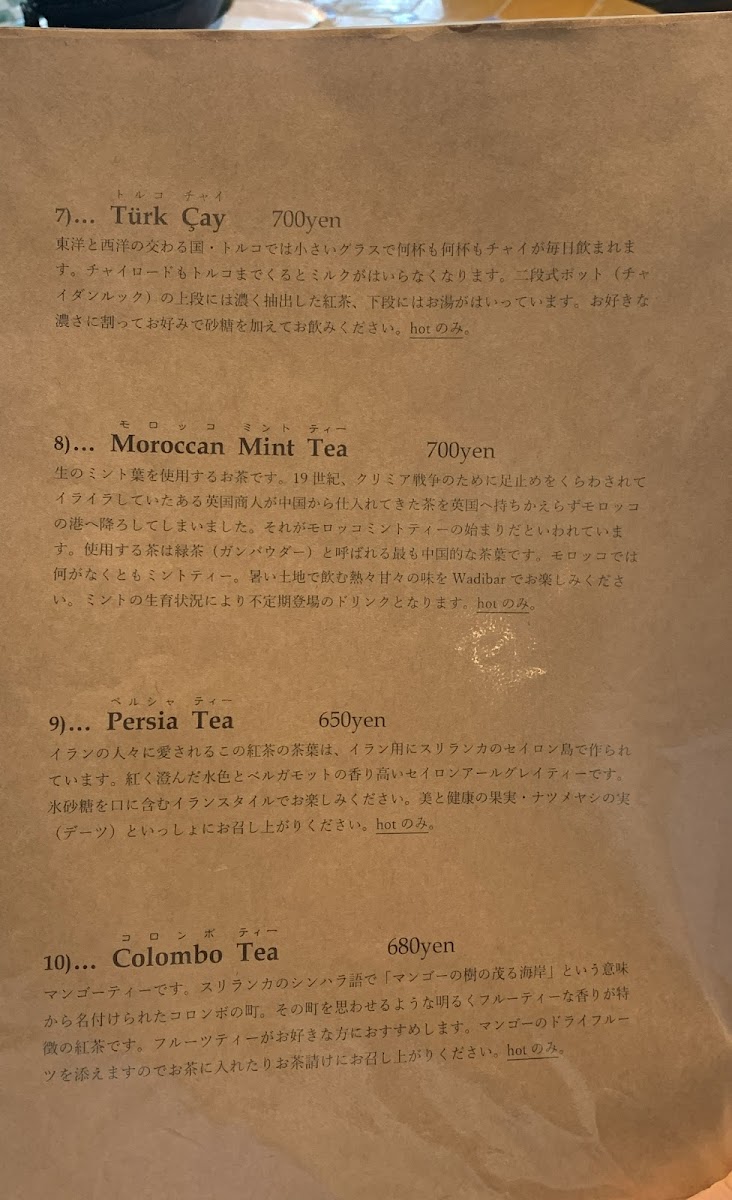 トルコ チャイ
7)... Türk Çay 700yen
東洋と西洋の交わる国・トルコでは小さいグラスで何杯も何杯もチャイが毎日飲まれま
す。チャイロードもトルコまでくるとミルクがはいらなくなります。二段式ポット（チャ
イダンルック）の上段には濃く抽出した紅茶、下段にはお湯がはいっています。お好きな
濃さに割ってお好みで砂糖を加えてお飲みください。hot のみ。
モロッコ ミント ティー
8)... Moroccan Mint Tea 700yen
生のミント葉を使用するお茶です。19 世紀、クリミア戦争のために足止めをくらわされて
イライラしていたある英国商人が中国から仕入れてきた茶を英国へ持ちかえらずモロッコ
の港へ降ろしてしまいました。それがモロッコミントティーの始まりだといわれていま
す。使用する茶は緑茶（ガンパウダー）と呼ばれる最も中国的な茶葉です。モロッコでは
何がなくともミントティー。暑い土地で飲む熱々甘々の味を Wadibar でお楽しみくださ
い。ミントの生育状況により不定期登場のドリンクとなります。hot のみ。
ペルシャ ティー
9)... Persia Tea 650yen
イランの人々に愛されるこの紅茶の茶葉は、イラン用にスリランカのセイロン島で作られ
ています。紅く澄んだ水色とベルガモットの香り高いセイロンアールグレイティーです。
氷砂糖を口に含むイランスタイルでお楽しみください。美と健康の果実・ナツメヤシの実
（デーツ）といっしょにお召し上がりください。hot のみ。
コロンボ ティー
10)... Colombo Tea 680yen
マンゴーティーです。スリランカのシンハラ語で「マンゴーの樹の茂る海岸」という意味
から名付けられたコロンボの町。その町を思わせるような明るくフルーティーな香りが特
徴の紅茶です。フルーツティーがお好きな方におすすめします。マンゴーのドライフルー
ツを添えますのでお茶に入れたりお茶請けにお召し上がりください。hot のみ。